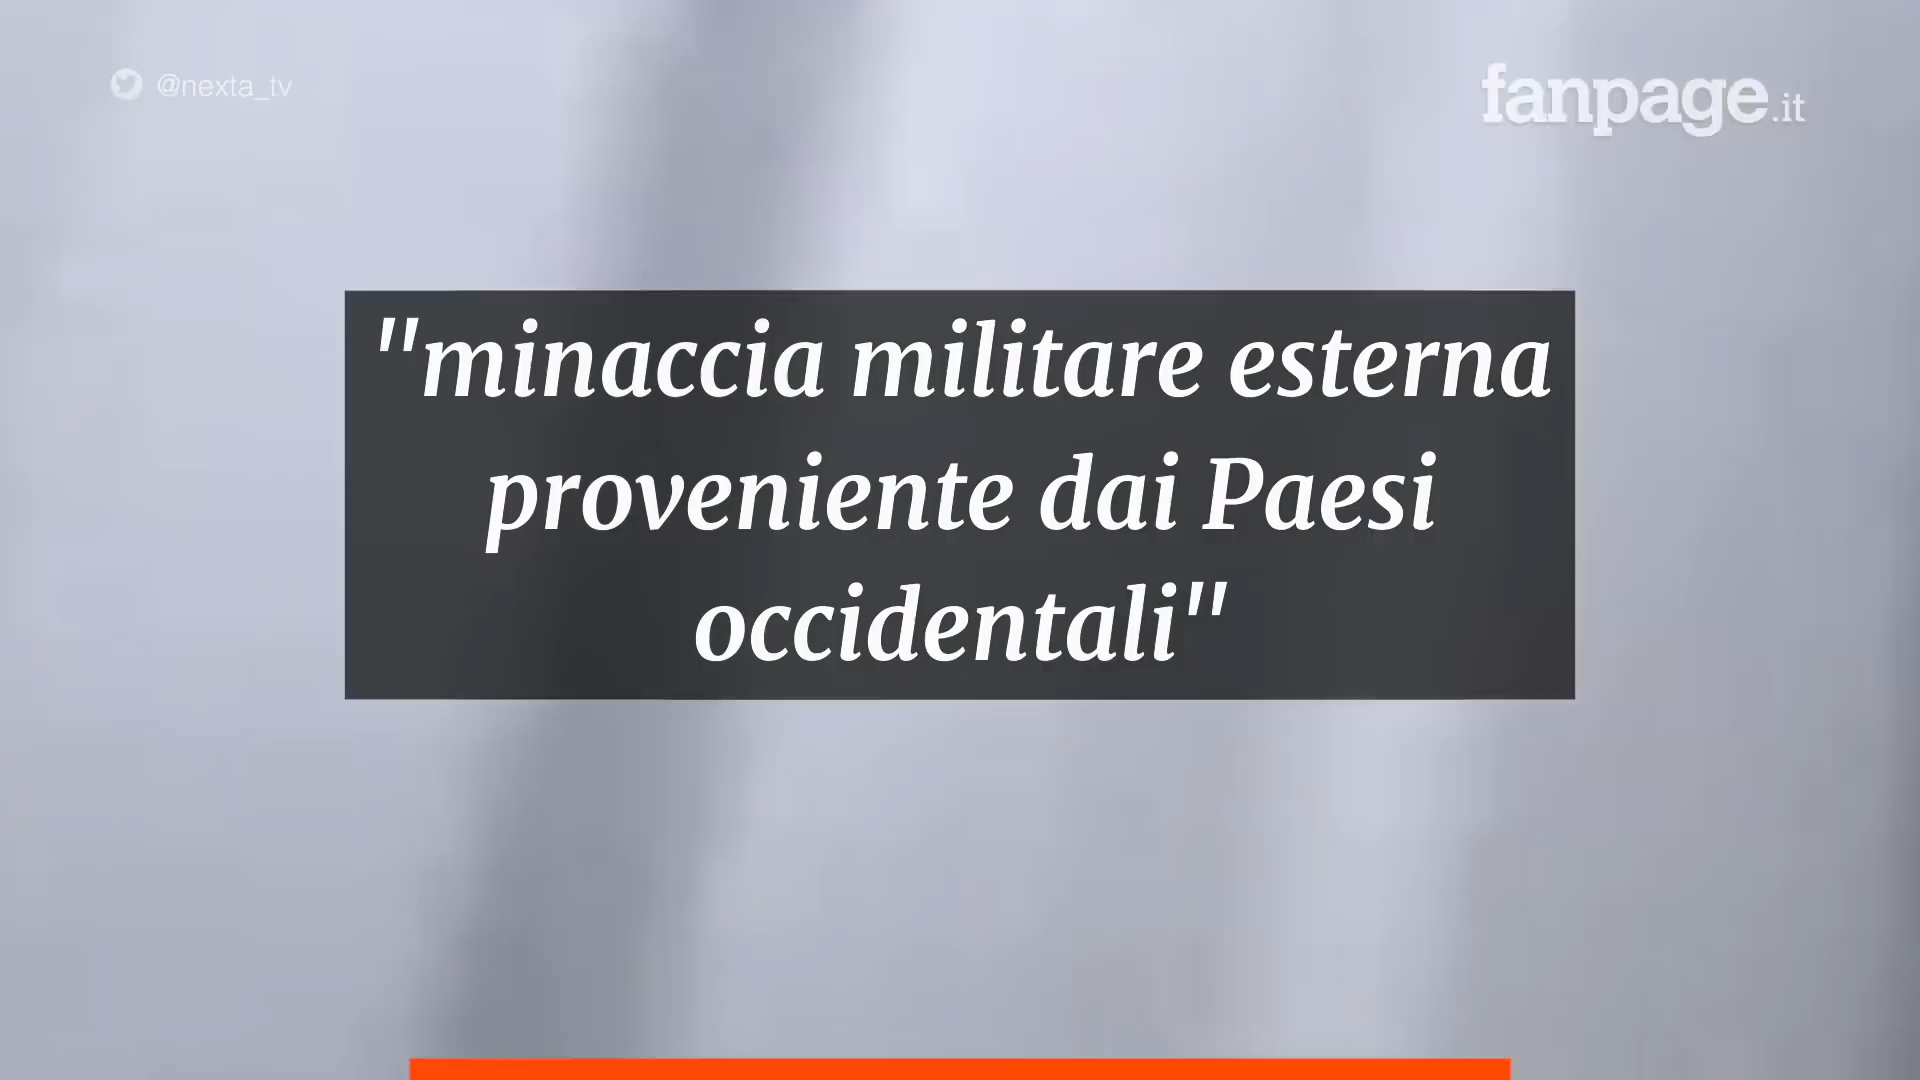 @nexta_tv
fanpage.it
"minaccia militare esterna
proveniente dai Paesi
occidentali"